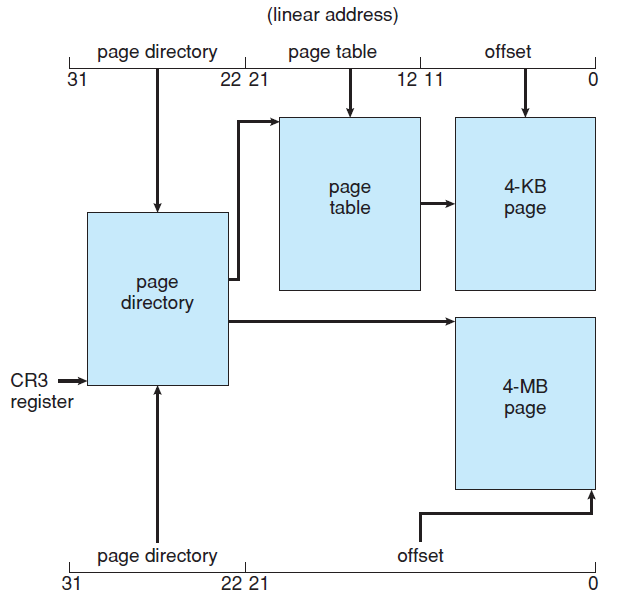 (linear address)
page directory page table offset
31 22 21 12 11 0
page
table
4-KB
page
page
directory
CR3
register
4-MB
page
page directory offset
31 22 21 0